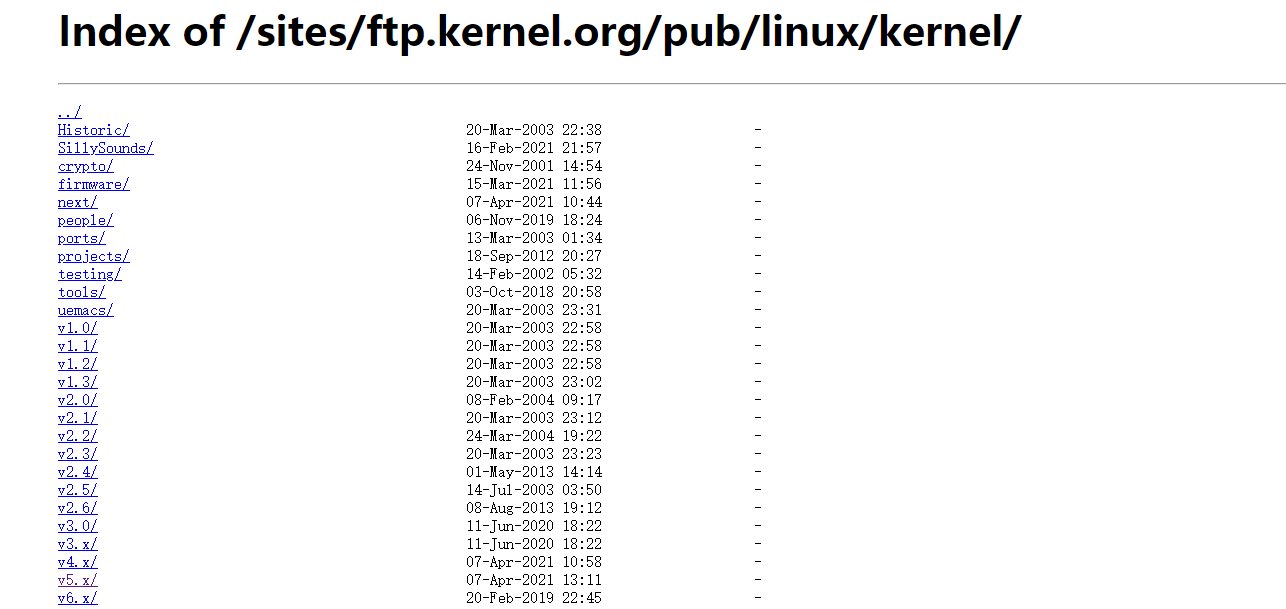 Index of /sites/ftp.kernel.org/pub/linux/kernel/
../
Historic/ 20-Mar-2003 22:38 -
SillySounds/ 16-Feb-2021 21:57 -
crypto/ 24-Nov-2001 14:54 -
firmware/ 15-Mar-2021 11:56 -
next/ 07-Apr-2021 10:44 -
people/ 06-Nov-2019 18:24 -
ports/ 13-Mar-2003 01:34 -
projects/ 18-Sep-2012 20:27 -
testing/ 14-Feb-2002 05:32 -
tools/ 03-Oct-2018 20:58 -
uemacs/ 20-Mar-2003 23:31 -
v1.0/ 20-Mar-2003 22:58 -
v1.1/ 20-Mar-2003 22:58 -
v1.2/ 20-Mar-2003 22:58 -
v1.3/ 20-Mar-2003 23:02 -
v2.0/ 08-Feb-2004 09:17 -
v2.1/ 20-Mar-2003 23:12 -
v2.2/ 24-Mar-2004 19:22 -
v2.3/ 20-Mar-2003 23:23 -
v2.4/ 01-May-2013 14:14 -
v2.5/ 14-Jul-2003 03:50 -
v2.6/ 08-Aug-2013 19:12 -
v3.0/ 11-Jun-2020 18:22 -
v3.x/ 11-Jun-2020 18:22 -
v4.x/ 07-Apr-2021 10:58 -
v5.x/ 07-Apr-2021 13:11 -
v6.x/ 20-Feb-2019 22:45 -